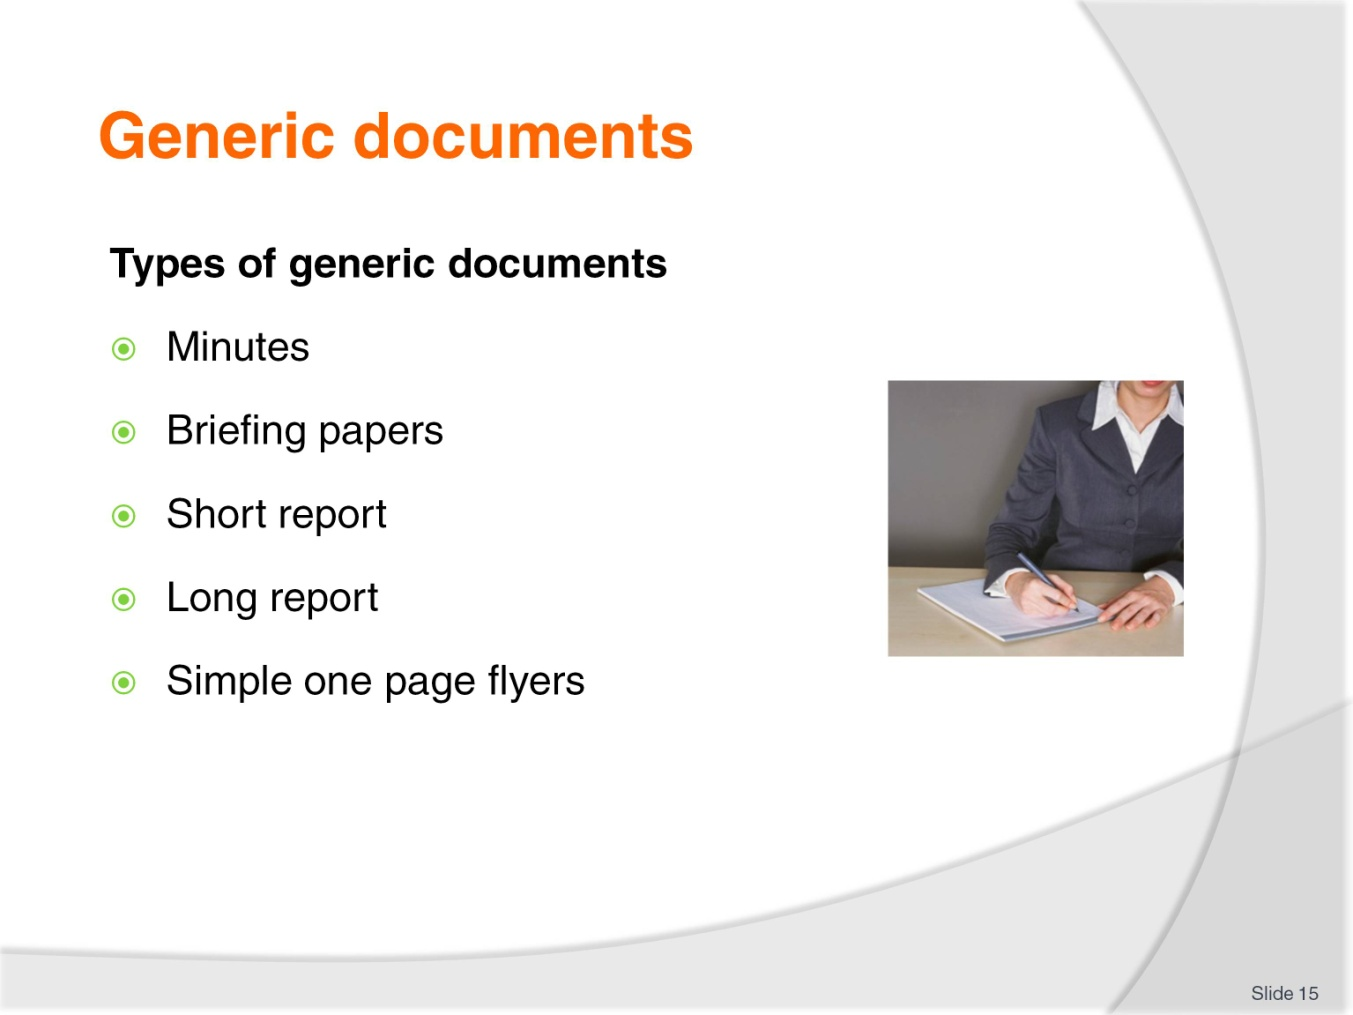 Generic documents
Types of generic documents
Minutes
Briefing papers
Short report
Long report
Simple one page flyers
Slide 15